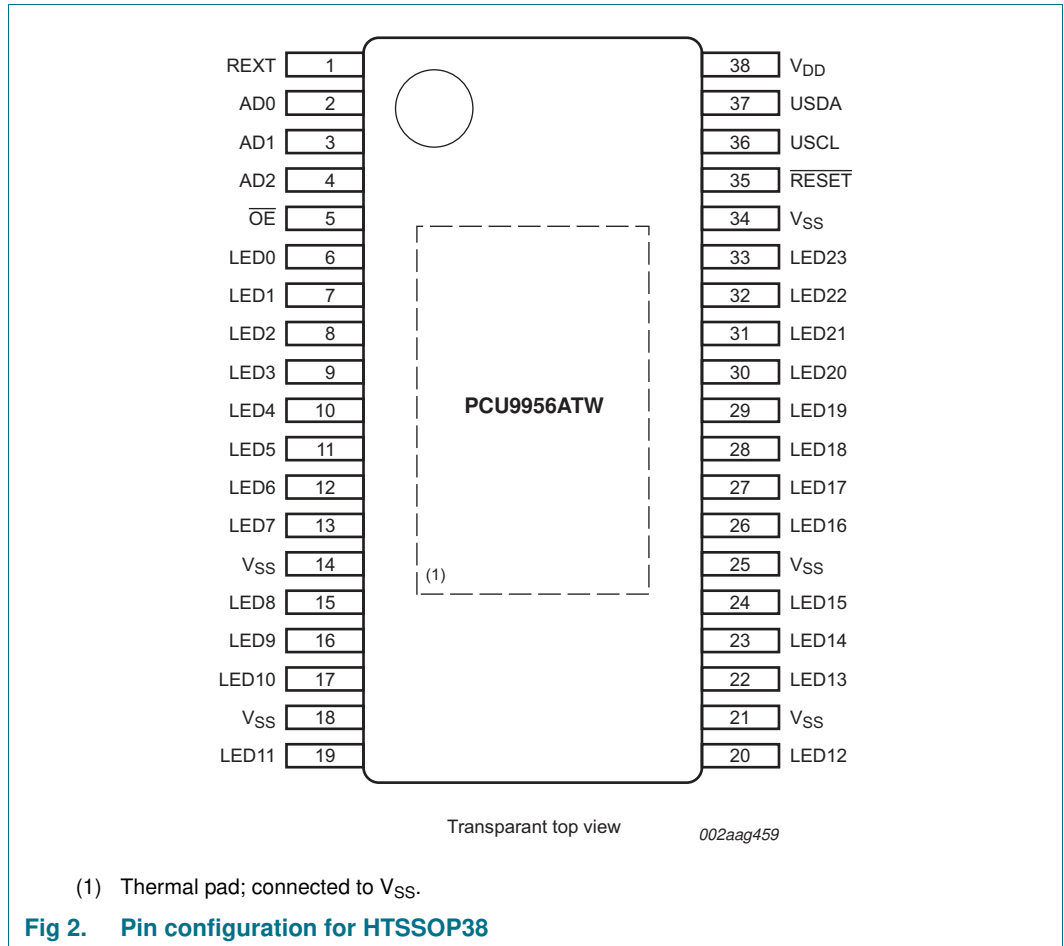 REXT 1 38 VDD
AD0 2 37 USDA
AD1 3 36 USCL
AD2 4 35 R̅E̅S̅E̅T̅
O̅E̅ 5 34 VSS
LED0 6 33 LED23
LED1 7 32 LED22
LED2 8 31 LED21
LED3 9 30 LED20
LED4 10 PCU9956ATW 29 LED19
LED5 11 28 LED18
LED6 12 27 LED17
LED7 13 26 LED16
VSS 14 (1) 25 VSS
LED8 15 24 LED15
LED9 16 23 LED14
LED10 17 22 LED13
VSS 18 21 VSS
LED11 19 20 LED12
Transparant top view 002aag459
(1) Thermal pad; connected to VSS.
Fig 2. Pin configuration for HTSSOP38